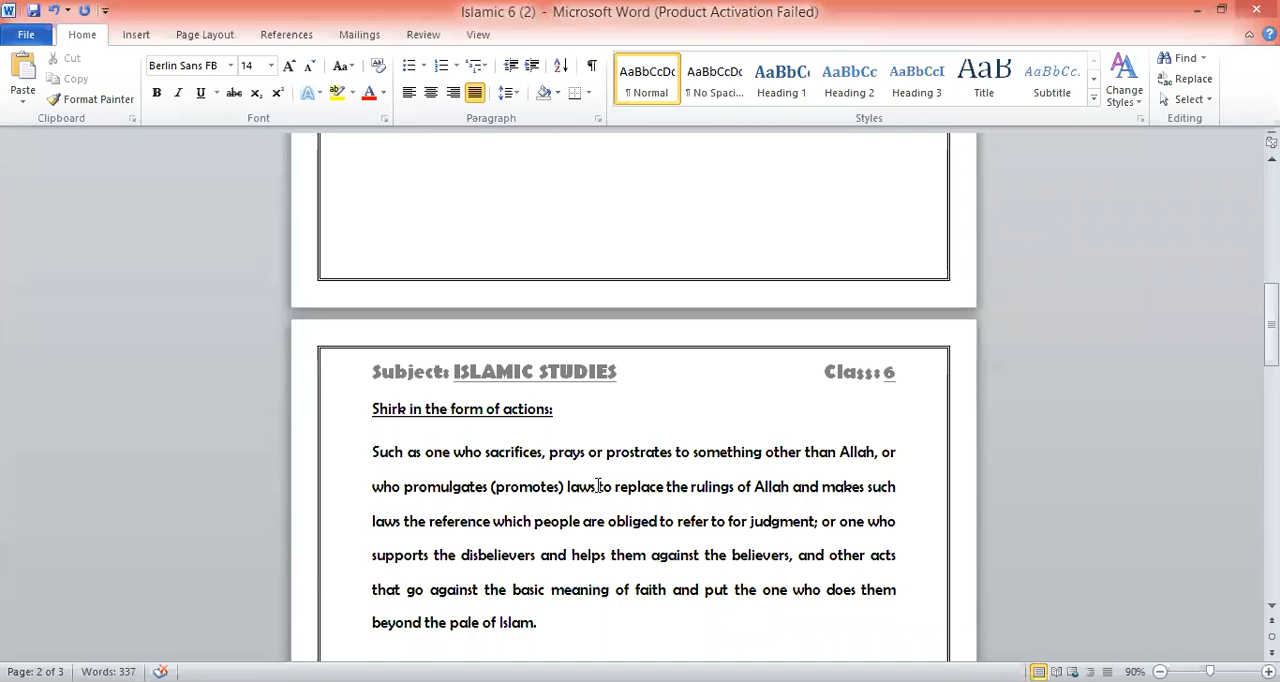 Islamic 6 (2) - Microsoft Word (Product Activation Failed)
File Home Insert Page Layout References Mailings Review View
Paste
Cut
Copy
Format Painter
Clipboard
Berlin Sans FB 14
Font
Paragraph
AaBbCcDc AaBbCcDc AaBbCc AaBbCc AaBbCcI AaB AaBbCc.
¶ Normal ¶ No Spaci... Heading 1 Heading 2 Heading 3 Title Subtitle
Change Styles
Styles
Find
Replace
Select
Editing
Subject: ISLAMIC STUDIES Class: 6
Shirk in the form of actions:
Such as one who sacrifices, prays or prostrates to something other than Allah, or
who promulgates (promotes) laws to replace the rulings of Allah and makes such
laws the reference which people are obliged to refer to for judgment; or one who
supports the disbelievers and helps them against the believers, and other acts
that go against the basic meaning of faith and put the one who does them
beyond the pale of Islam.
Page: 2 of 3 Words: 337 90%